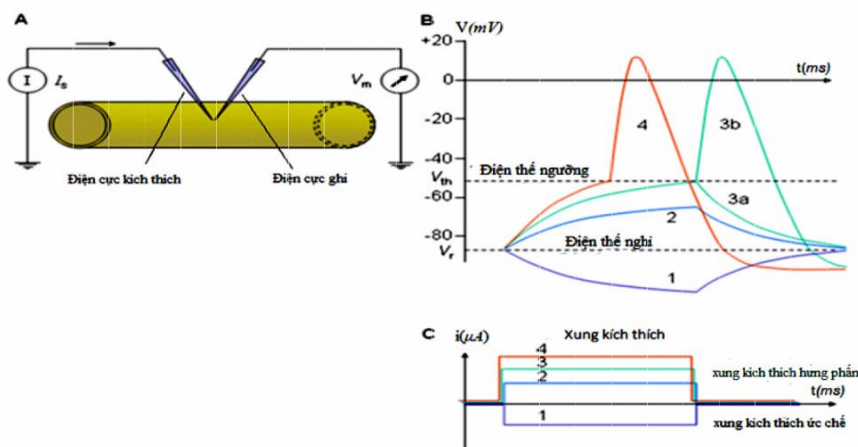 A
I
Is
Vm
Điện cực kích thích
Điện cực ghi
B
V(mV)
+20
0
-20
-40
Vth
-60
-80
Vr
t(ms)
4
3b
Điện thế ngưỡng
3a
2
Điện thế nghỉ
1
C
i(µA)
Xung kích thích
4
3
2
1
xung kích thích hưng phấn
t(ms)
xung kích thích ức chế